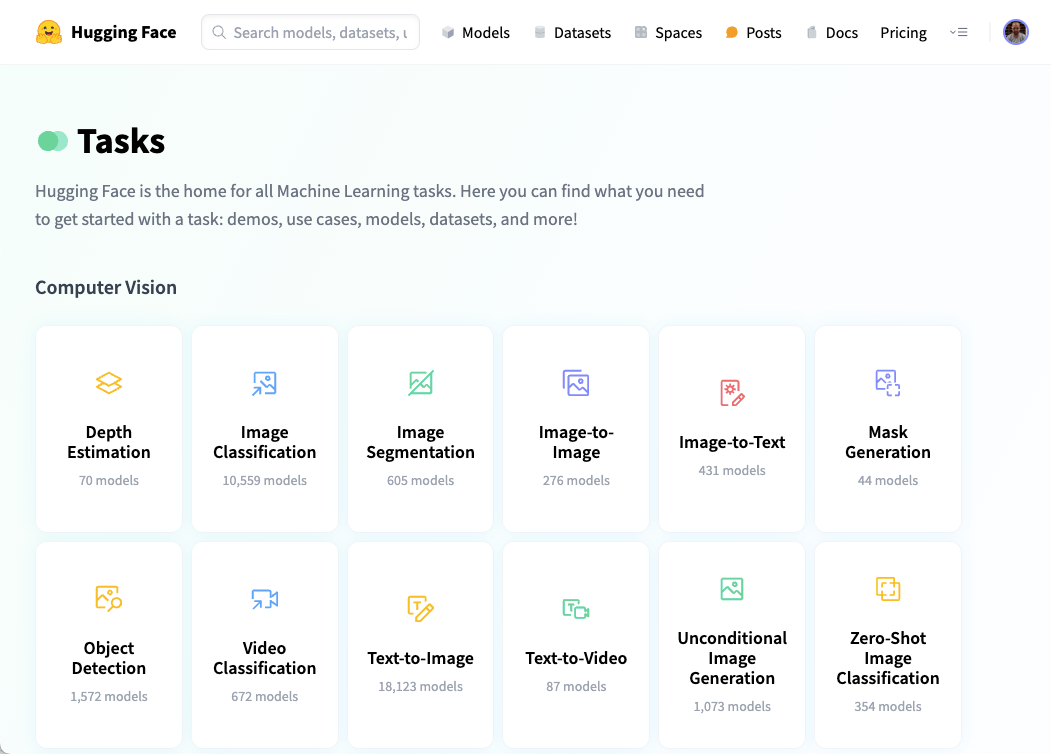 Hugging Face
Search models, datasets, u
Models
Datasets
Spaces
Posts
Docs
Pricing
Tasks
Hugging Face is the home for all Machine Learning tasks. Here you can find what you need
to get started with a task: demos, use cases, models, datasets, and more!
Computer Vision
Depth
Estimation
70 models
Image
Classification
10,559 models
Image
Segmentation
605 models
Image-to-
Image
276 models
Image-to-Text
431 models
Mask
Generation
44 models
Object
Detection
1,572 models
Video
Classification
672 models
Text-to-Image
18,123 models
Text-to-Video
87 models
Unconditional
Image
Generation
1,073 models
Zero-Shot
Image
Classification
354 models